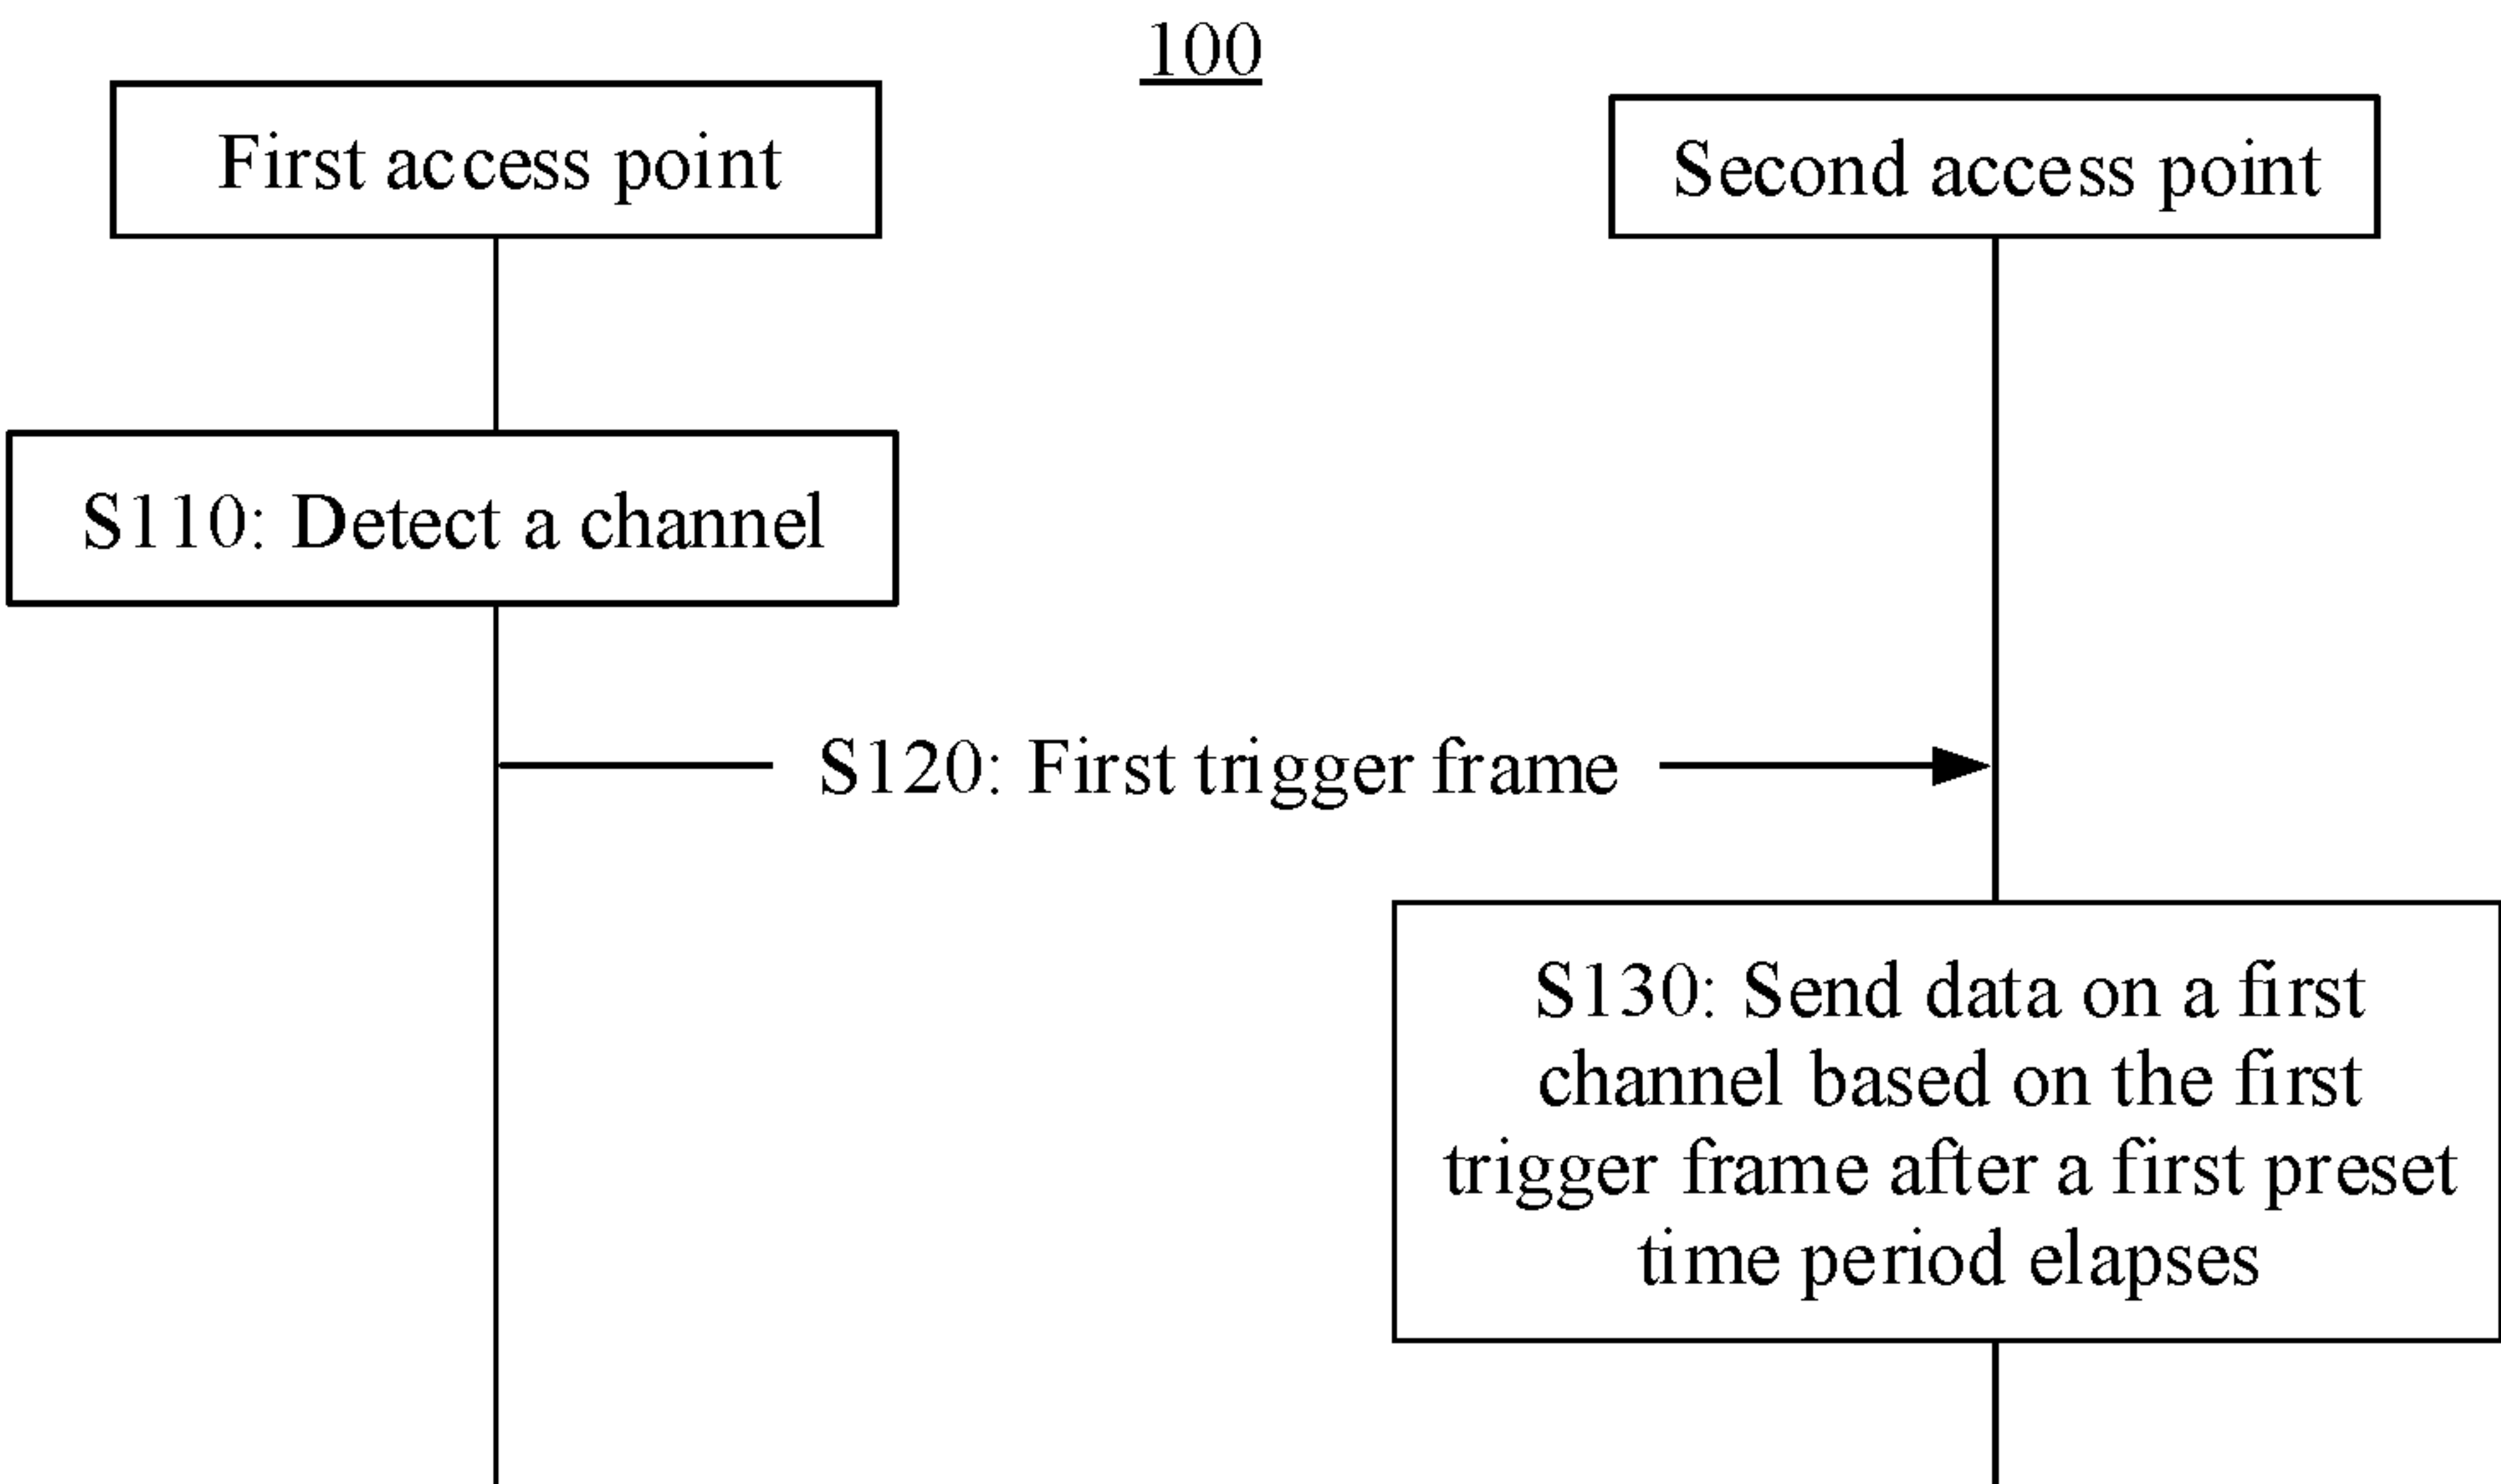 100
First access point
Second access point
S110: Detect a channel
S120: First trigger frame
S130: Send data on a first
channel based on the first
trigger frame after a first preset
time period elapses